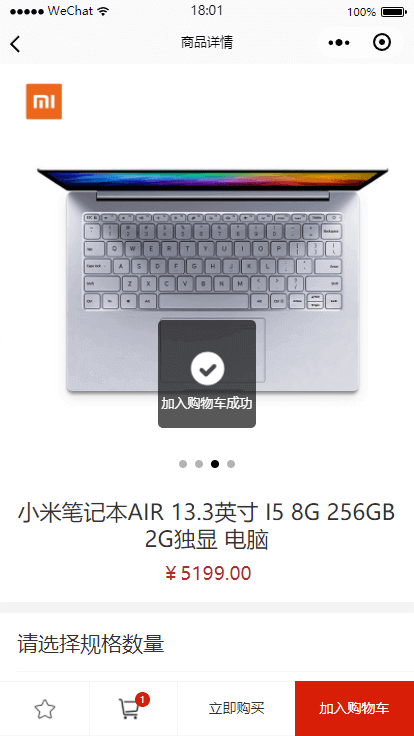 WeChat 18:01 100%
商品详情
mi
加入购物车成功
小米笔记本AIR 13.3英寸 I5 8G 256GB
2G独显 电脑
¥ 5199.00
请选择规格数量
1
立即购买
加入购物车